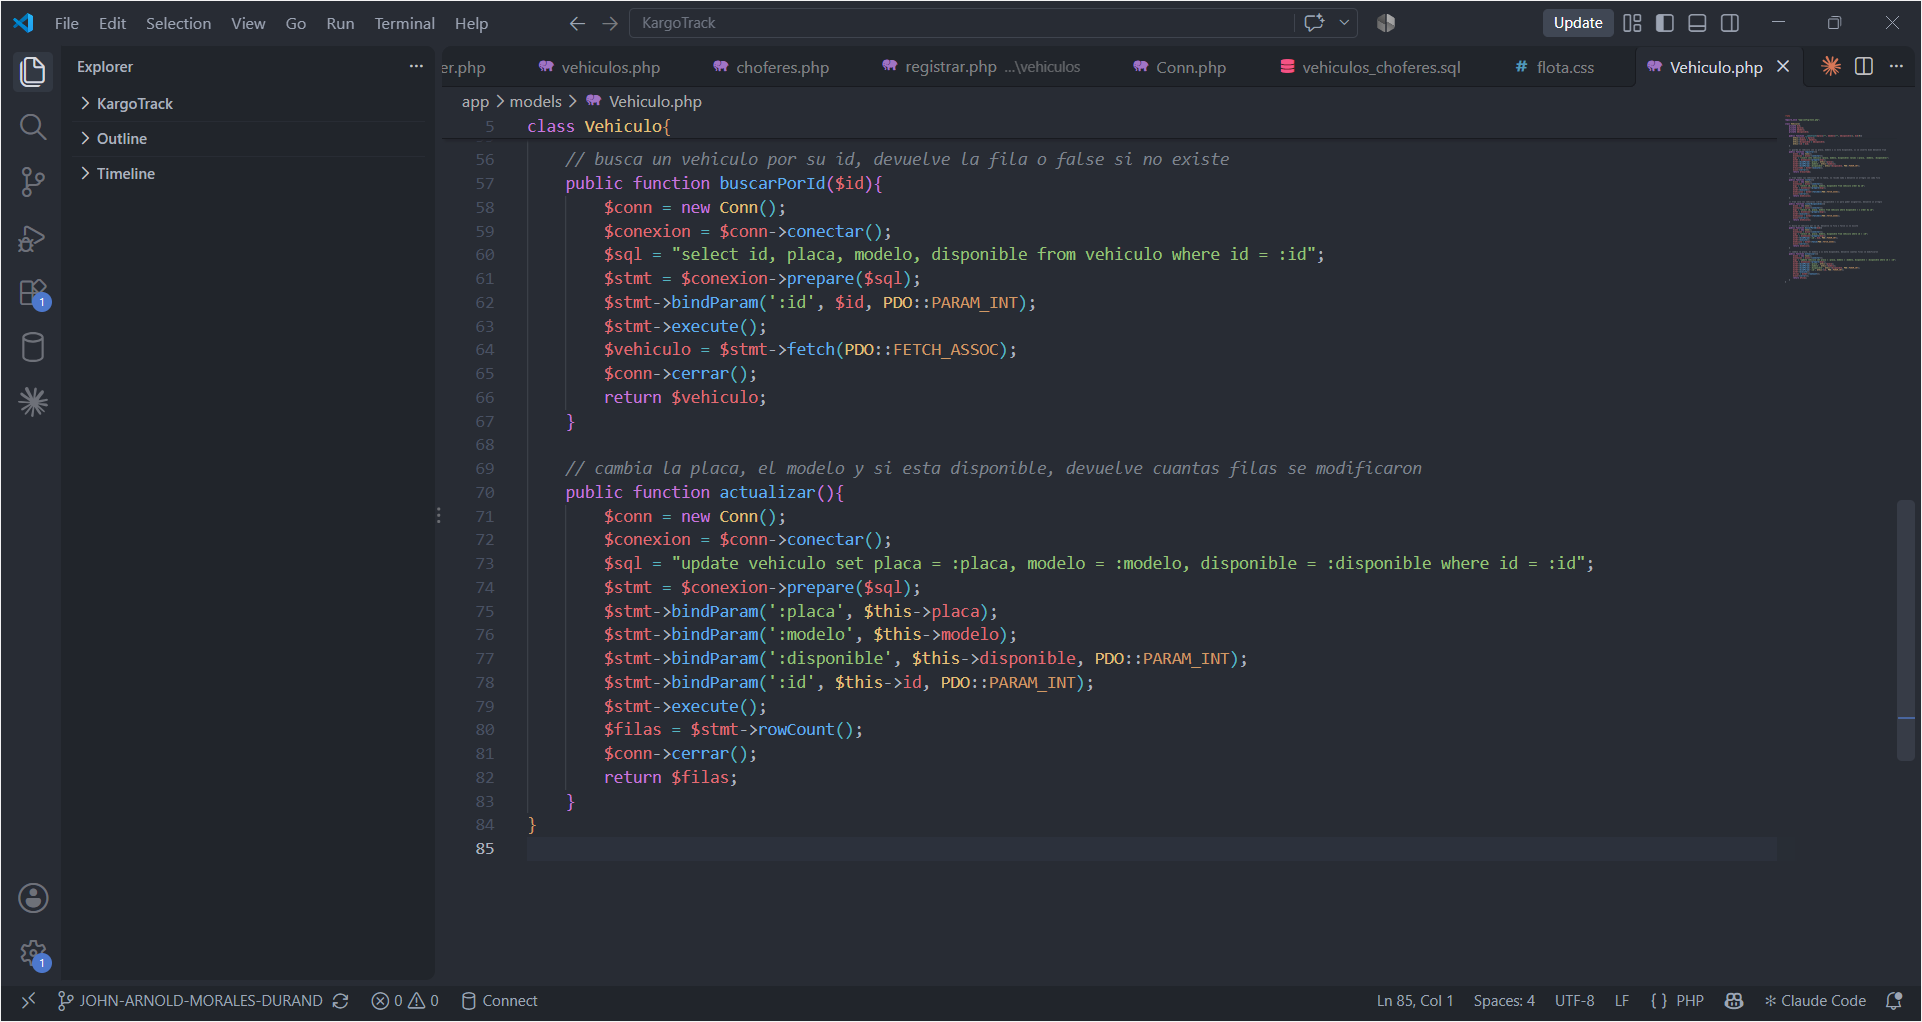 File Edit Selection View Go Run Terminal Help
KargoTrack
Update
Explorer
KargoTrack
Outline
Timeline
1
1
er.php
vehiculos.php
choferes.php
registrar.php ...\vehiculos
Conn.php
vehiculos_choferes.sql
# flota.css
Vehiculo.php
app > models > Vehiculo.php
5 class Vehiculo{
56 // busca un vehiculo por su id, devuelve la fila o false si no existe
57 public function buscarPorId($id){
58 $conn = new Conn();
59 $conexion = $conn->conectar();
60 $sql = "select id, placa, modelo, disponible from vehiculo where id = :id";
61 $stmt = $conexion->prepare($sql);
62 $stmt->bindParam(':id', $id, PDO::PARAM_INT);
63 $stmt->execute();
64 $vehiculo = $stmt->fetch(PDO::FETCH_ASSOC);
65 $conn->cerrar();
66 return $vehiculo;
67 }
68
69 // cambia la placa, el modelo y si esta disponible, devuelve cuantas filas se modificaron
70 public function actualizar(){
71 $conn = new Conn();
72 $conexion = $conn->conectar();
73 $sql = "update vehiculo set placa = :placa, modelo = :modelo, disponible = :disponible where id = :id";
74 $stmt = $conexion->prepare($sql);
75 $stmt->bindParam(':placa', $this->placa);
76 $stmt->bindParam(':modelo', $this->modelo);
77 $stmt->bindParam(':disponible', $this->disponible, PDO::PARAM_INT);
78 $stmt->bindParam(':id', $this->id, PDO::PARAM_INT);
79 $stmt->execute();
80 $filas = $stmt->rowCount();
81 $conn->cerrar();
82 return $filas;
83 }
84 }
85
JOHN-ARNOLD-MORALES-DURAND 0 0 Connect
Ln 85, Col 1 Spaces: 4 UTF-8 LF { } PHP Claude Code